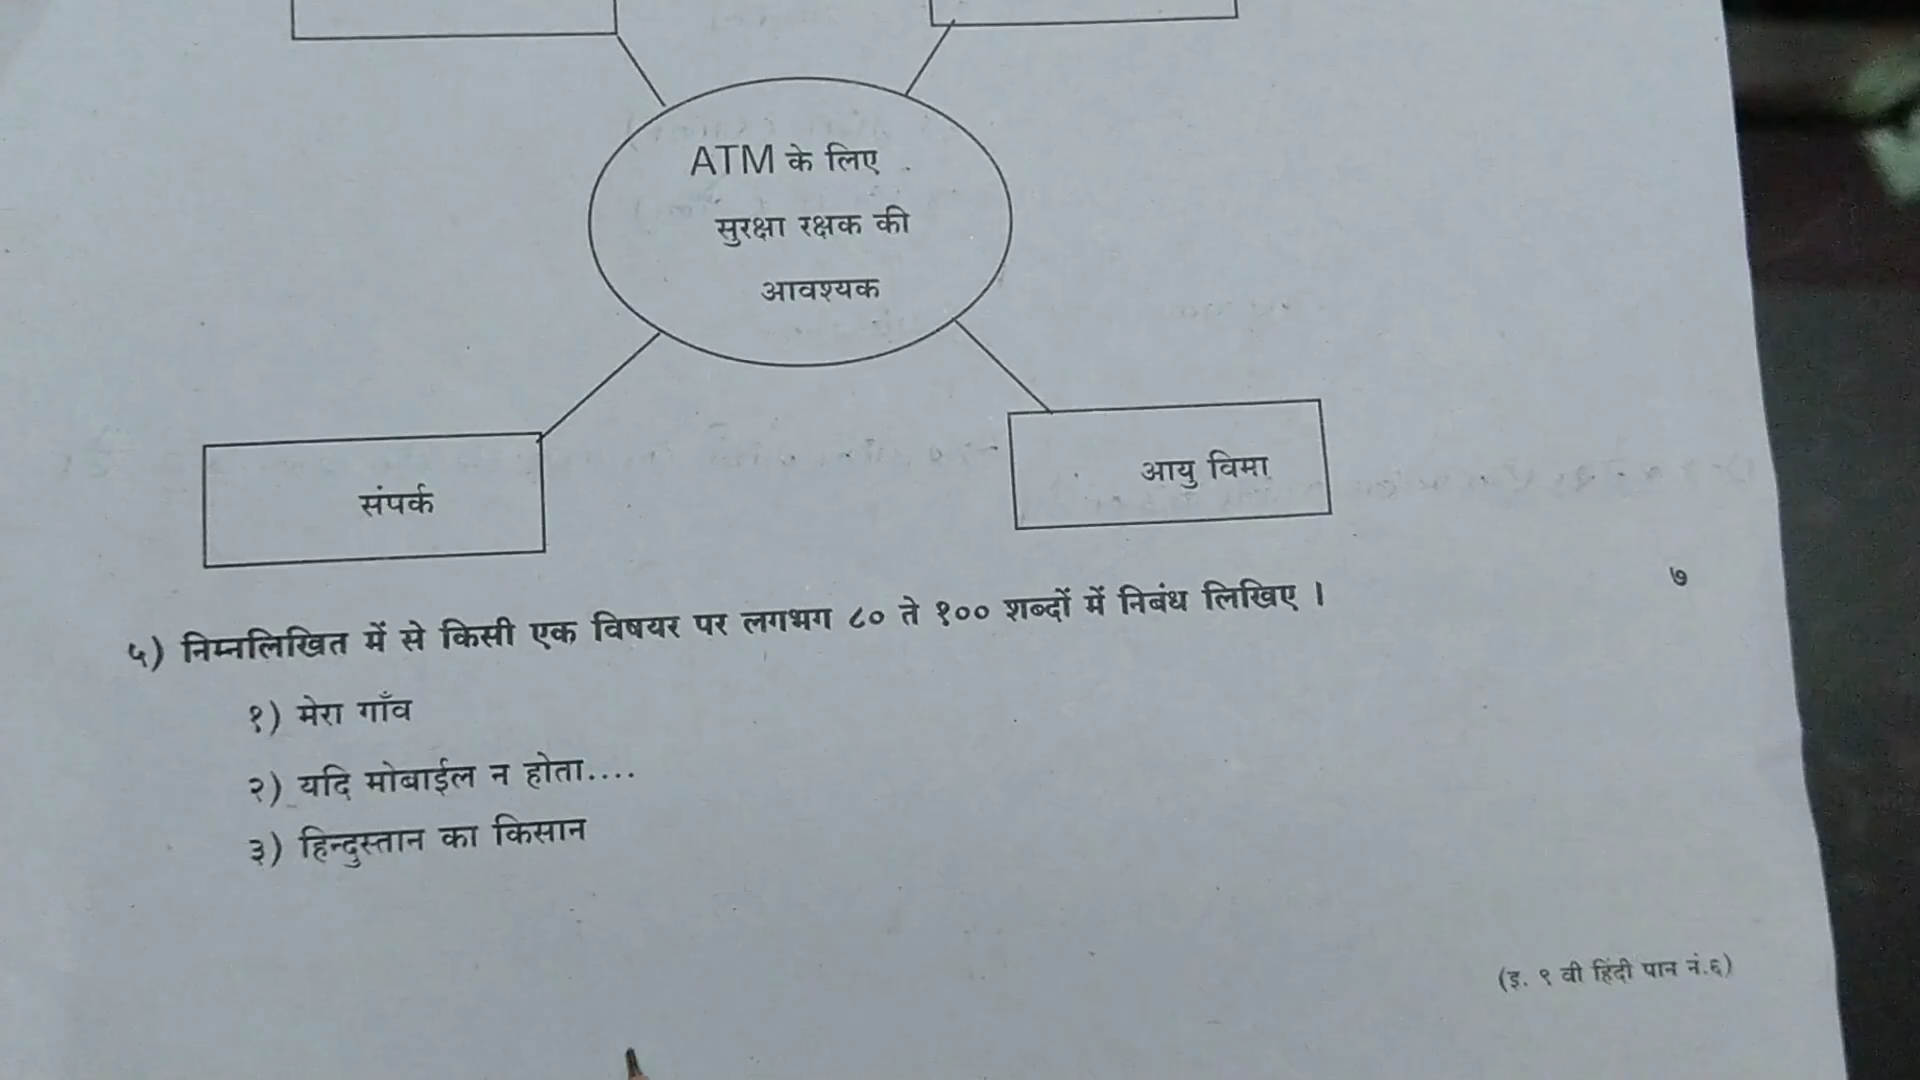 ATM के लिए
सुरक्षा रक्षक की
आवश्यक
संपर्क
आयु विमा
७
५) निम्नलिखित में से किसी एक विषयर पर लगभग ८० ते १०० शब्दों में निबंध लिखिए ।
१) मेरा गाँव
२) यदि मोबाईल न होता....
३) हिन्दुस्तान का किसान
(इ. ९ वी हिंदी पान नं.६)